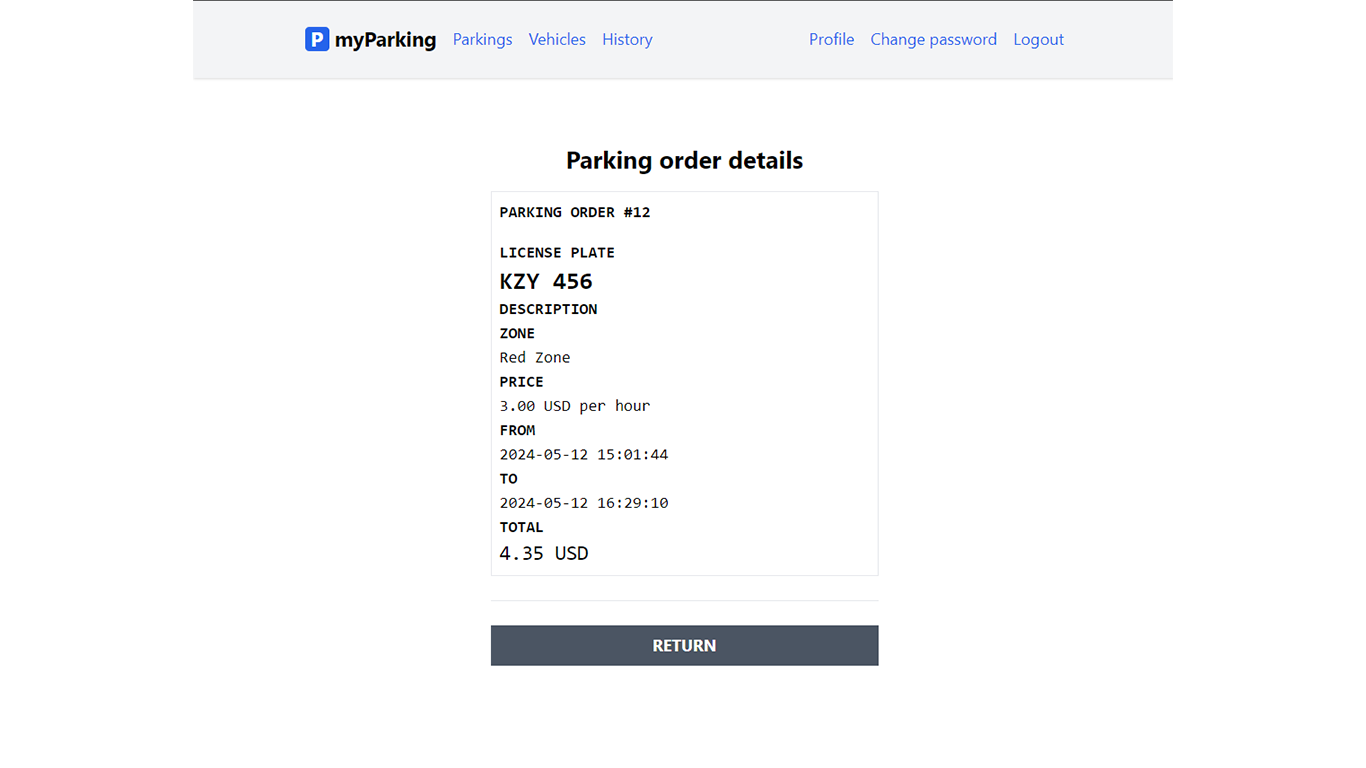 P myParking Parkings Vehicles History Profile Change password Logout
Parking order details
PARKING ORDER #12
LICENSE PLATE
KZY 456
DESCRIPTION
ZONE
Red Zone
PRICE
3.00 USD per hour
FROM
2024-05-12 15:01:44
TO
2024-05-12 16:29:10
TOTAL
4.35 USD
RETURN